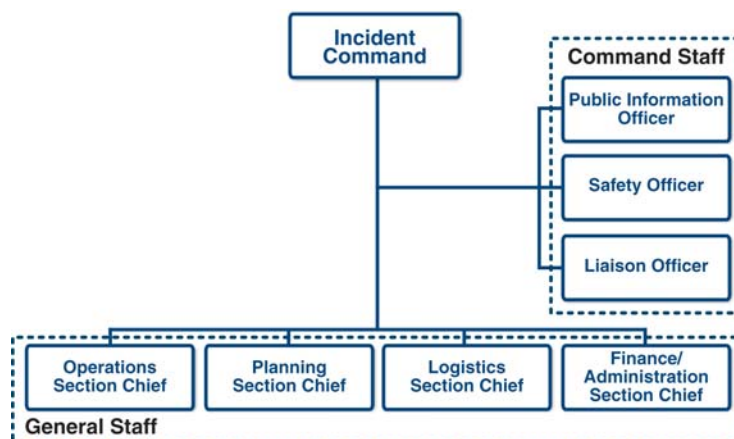 Incident
Command
Command Staff
Public Information
Officer
Safety Officer
Liaison Officer
Operations
Section Chief
Planning
Section Chief
Logistics
Section Chief
Finance/
Administration
Section Chief
General Staff